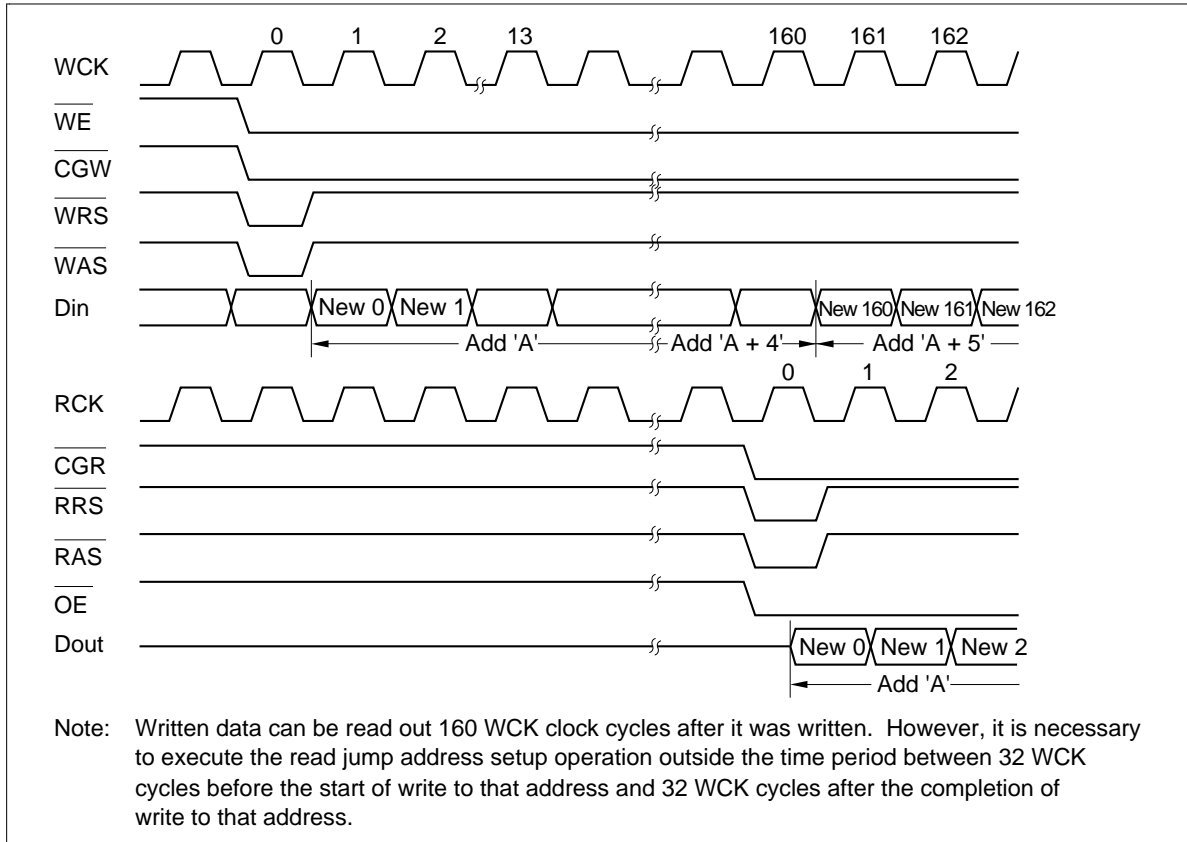 0 1 2 13 160 161 162
WCK
WE
CGW
WRS
WAS
Din New 0 New 1 New 160 New 161 New 162
Add 'A' Add 'A + 4' Add 'A + 5'
0 1 2
RCK
CGR
RRS
RAS
OE
Dout New 0 New 1 New 2
Add 'A'
Note: Written data can be read out 160 WCK clock cycles after it was written. However, it is necessary
to execute the read jump address setup operation outside the time period between 32 WCK
cycles before the start of write to that address and 32 WCK cycles after the completion of
write to that address.